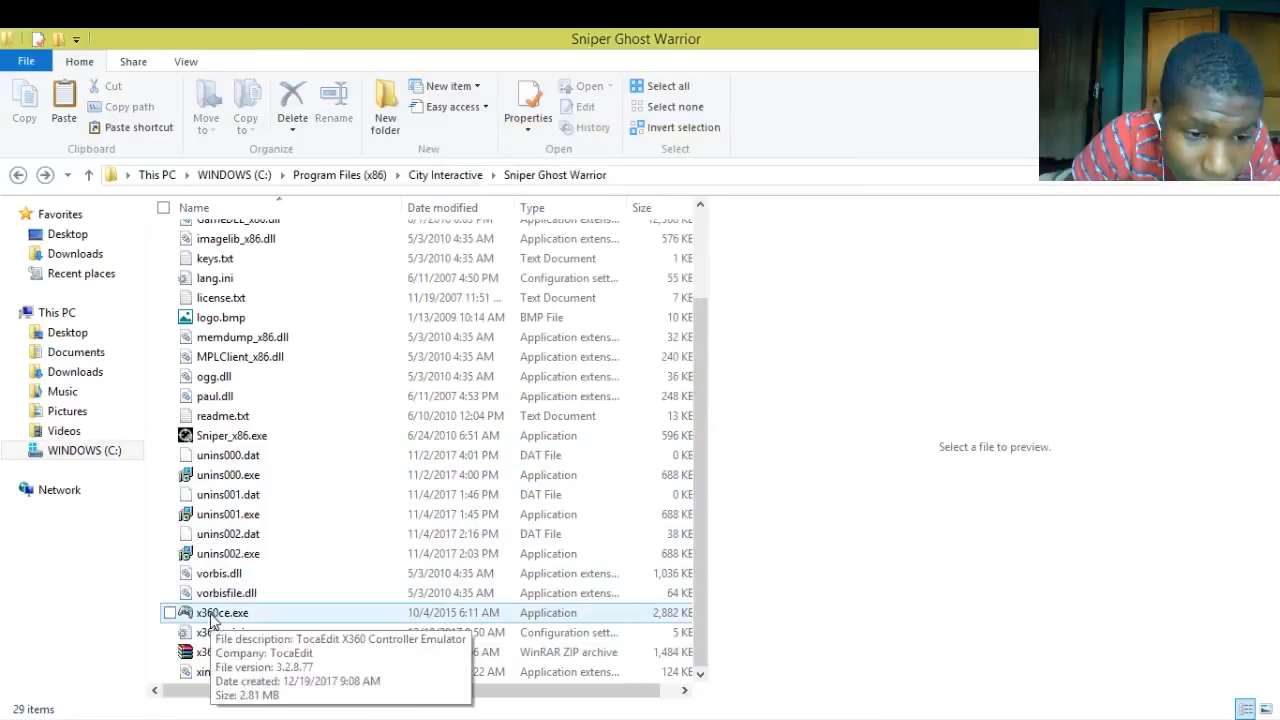 Sniper Ghost Warrior
File Home Share View
Copy Paste Cut Copy path Paste shortcut Move to Copy to Delete Rename New folder New item Easy access Properties Open Edit History Select all Select none Invert selection
Clipboard Organize New Open Select
This PC WINDOWS (C:) Program Files (x86) City Interactive Sniper Ghost Warrior
Favorites
Desktop
Downloads
Recent places
This PC
Desktop
Documents
Downloads
Music
Pictures
Videos
WINDOWS (C:)
Network
Name Date modified Type Size
imagelib_x86.dll 5/3/2010 4:35 AM Application extens... 576 KB
keys.txt 5/3/2010 4:35 AM Text Document 1 KB
lang.ini 6/11/2007 4:50 PM Configuration sett... 55 KB
license.txt 11/19/2007 11:51 ... Text Document 7 KB
logo.bmp 1/13/2009 10:14 AM BMP File 10 KB
memdump_x86.dll 5/3/2010 4:35 AM Application extens... 32 KB
MPLClient_x86.dll 5/3/2010 4:35 AM Application extens... 240 KB
ogg.dll 5/3/2010 4:35 AM Application extens... 36 KB
paul.dll 6/11/2007 4:53 PM Application extens... 248 KB
readme.txt 6/10/2010 12:04 PM Text Document 13 KB
Sniper_x86.exe 6/24/2010 6:51 AM Application 596 KB
unins000.dat 11/2/2017 4:01 PM DAT File 0 KB
unins000.exe 11/2/2017 4:00 PM Application 688 KB
unins001.dat 11/4/2017 1:46 PM DAT File 0 KB
unins001.exe 11/4/2017 1:45 PM Application 688 KB
unins002.dat 11/4/2017 2:16 PM DAT File 38 KB
unins002.exe 11/4/2017 2:03 PM Application 688 KB
vorbis.dll 5/3/2010 4:35 AM Application extens... 1,036 KB
vorbisfile.dll 5/3/2010 4:35 AM Application extens... 64 KB
x360ce.exe 10/4/2015 6:11 AM Application 2,882 KB
Configuration sett... 5 KB
WinRAR ZIP archive 1,484 KB
Application extens... 124 KB
File description: TocaEdit X360 Controller Emulator
Company: TocaEdit
File version: 3.2.8.77
Date created: 12/19/2017 9:08 AM
Size: 2.81 MB
Select a file to preview.
29 items